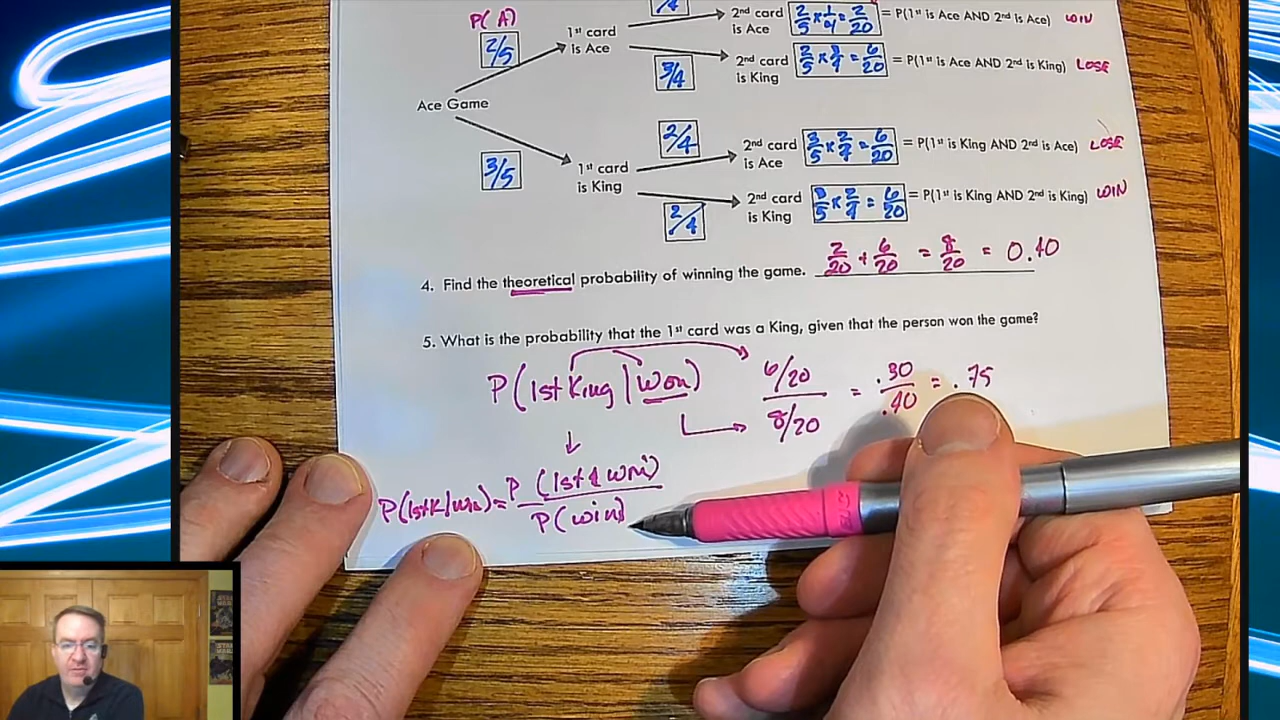 P(A)
/4
2nd card is Ace 2/5 x 1/4 = 2/20 = P(1st is Ace AND 2nd is Ace) WIN
2/5
1st card is Ace
2nd card is King 2/5 x 3/4 = 6/20 = P(1st is Ace AND 2nd is King) LOSE
3/4
Ace Game
2/4
2nd card is Ace 3/5 x 2/4 = 6/20 = P(1st is King AND 2nd is Ace) LOSE
3/5
1st card is King
2nd card is King 3/5 x 2/4 = 6/20 = P(1st is King AND 2nd is King) WIN
2/4
4. Find the theoretical probability of winning the game. 2/20 + 6/20 = 8/20 = 0.40
5. What is the probability that the 1st card was a King, given that the person won the game?
P(1st King | Won) 6/20 / 8/20 = .30/.40 = .75
P(1st K | win) = P(1st & win) / P(win)
BIC